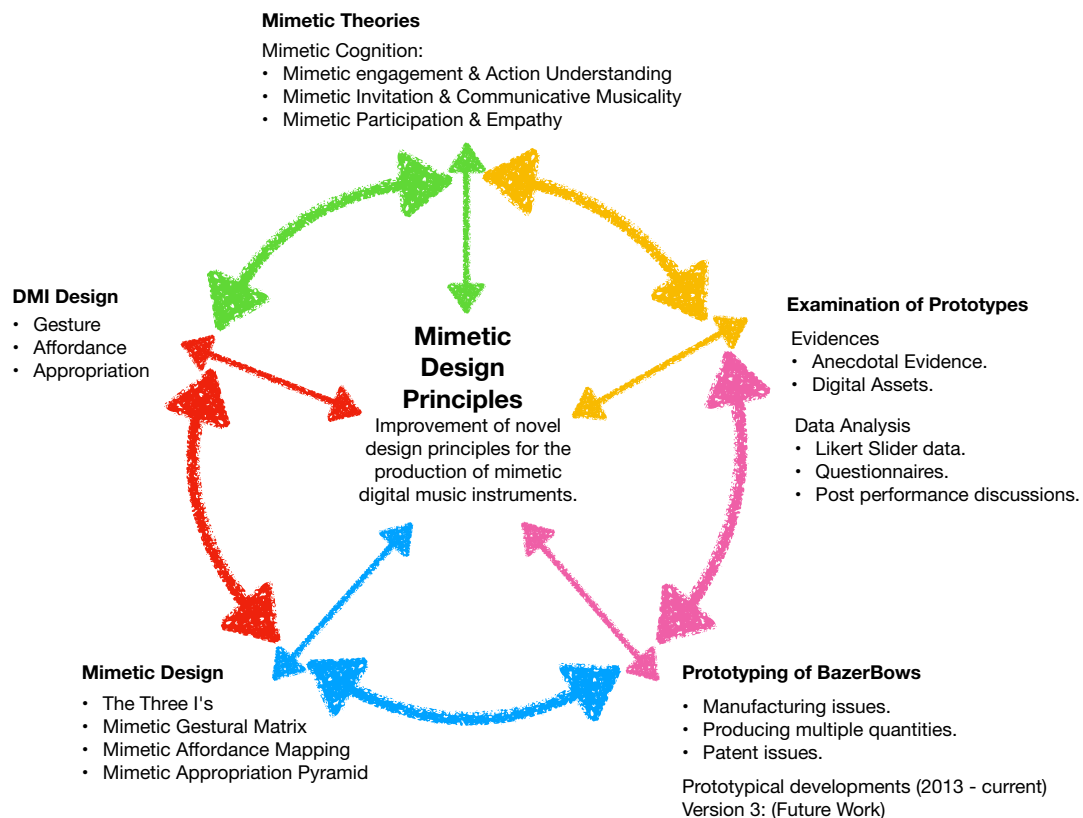 Mimetic Theories
Mimetic Cognition:
• Mimetic engagement & Action Understanding
• Mimetic Invitation & Communicative Musicality
• Mimetic Participation & Empathy
DMI Design
• Gesture
• Affordance
• Appropriation
Mimetic
Design
Principles
Improvement of novel
design principles for the
production of mimetic
digital music instruments.
Examination of Prototypes
Evidences
• Anecdotal Evidence.
• Digital Assets.
Data Analysis
• Likert Slider data.
• Questionnaires.
• Post performance discussions.
Mimetic Design
• The Three I's
• Mimetic Gestural Matrix
• Mimetic Affordance Mapping
• Mimetic Appropriation Pyramid
Prototyping of BazerBows
• Manufacturing issues.
• Producing multiple quantities.
• Patent issues.
Prototypical developments (2013 - current)
Version 3: (Future Work)